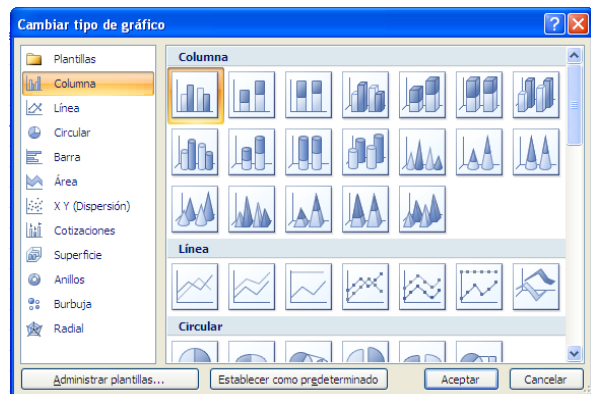 Cambiar tipo de gráfico
Plantillas
Columna
Línea
Circular
Barra
Área
X Y (Dispersión)
Cotizaciones
Superficie
Anillos
Burbuja
Radial
Columna
Línea
Circular
Administrar plantillas...
Establecer como predeterminado
Aceptar
Cancelar